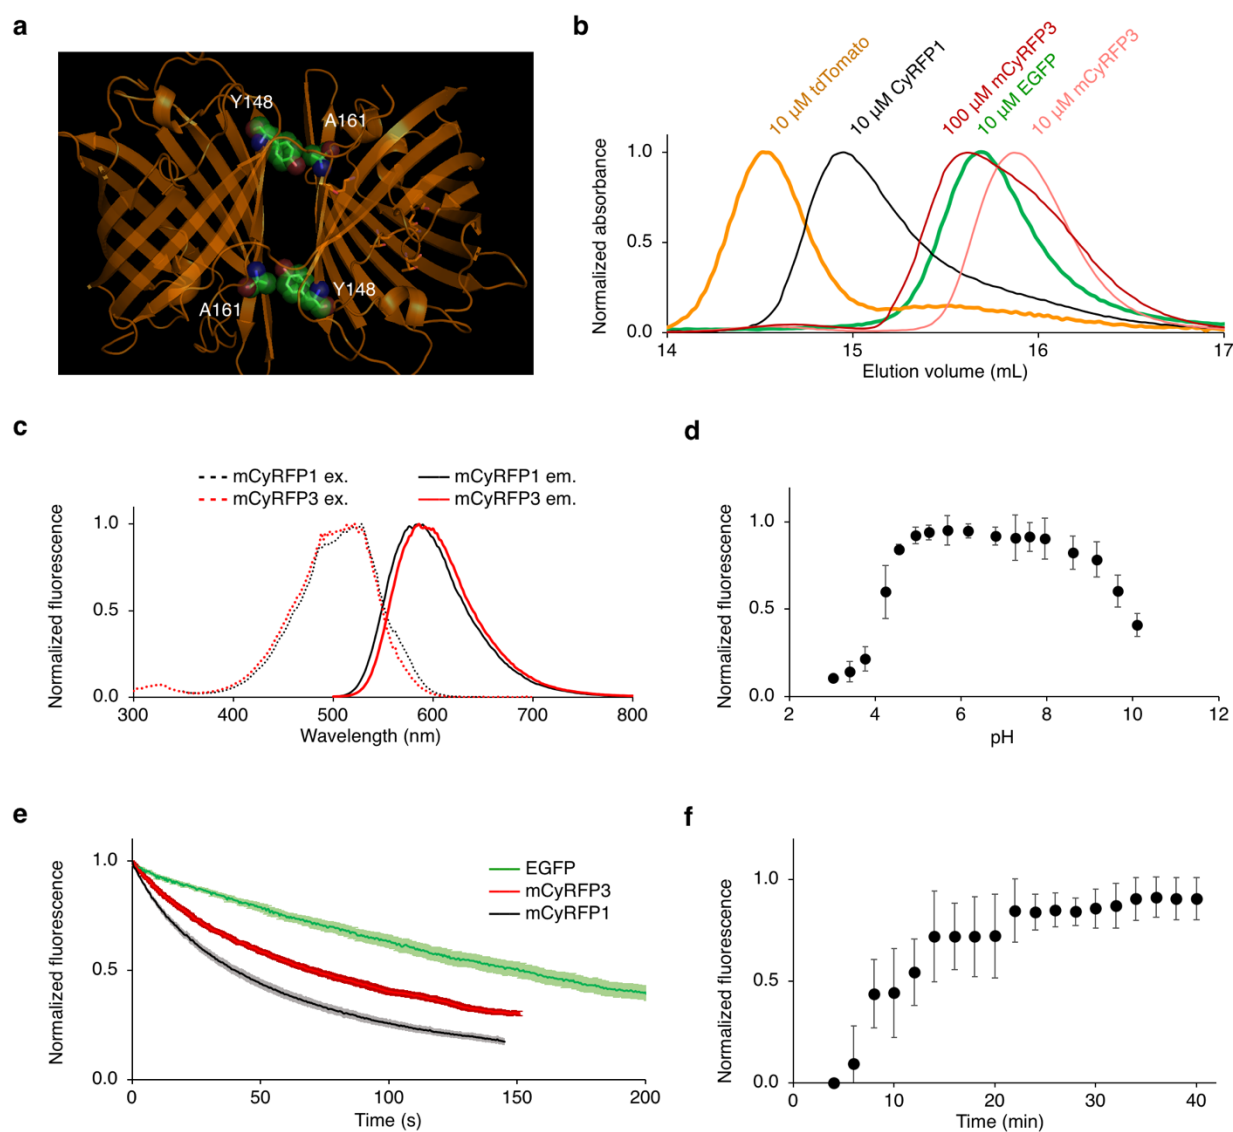 a
Y148
A161
A161
Y148
b
10 µM tdTomato
10 µM CyRFP1
100 µM mCyRFP3
10 µM EGFP
10 µM mCyRFP3
Normalized absorbance
1.0
0.5
0.0
14
15
16
17
Elution volume (mL)
c
mCyRFP1 ex.
mCyRFP1 em.
mCyRFP3 ex.
mCyRFP3 em.
Normalized fluorescence
1.0
0.5
0.0
300
400
500
600
700
800
Wavelength (nm)
d
Normalized fluorescence
1.0
0.5
0.0
2
4
6
8
10
12
pH
e
EGFP
mCyRFP3
mCyRFP1
Normalized fluorescence
1.0
0.5
0.0
0
50
100
150
200
Time (s)
f
Normalized fluorescence
1.0
0.5
0.0
0
10
20
30
40
Time (min)